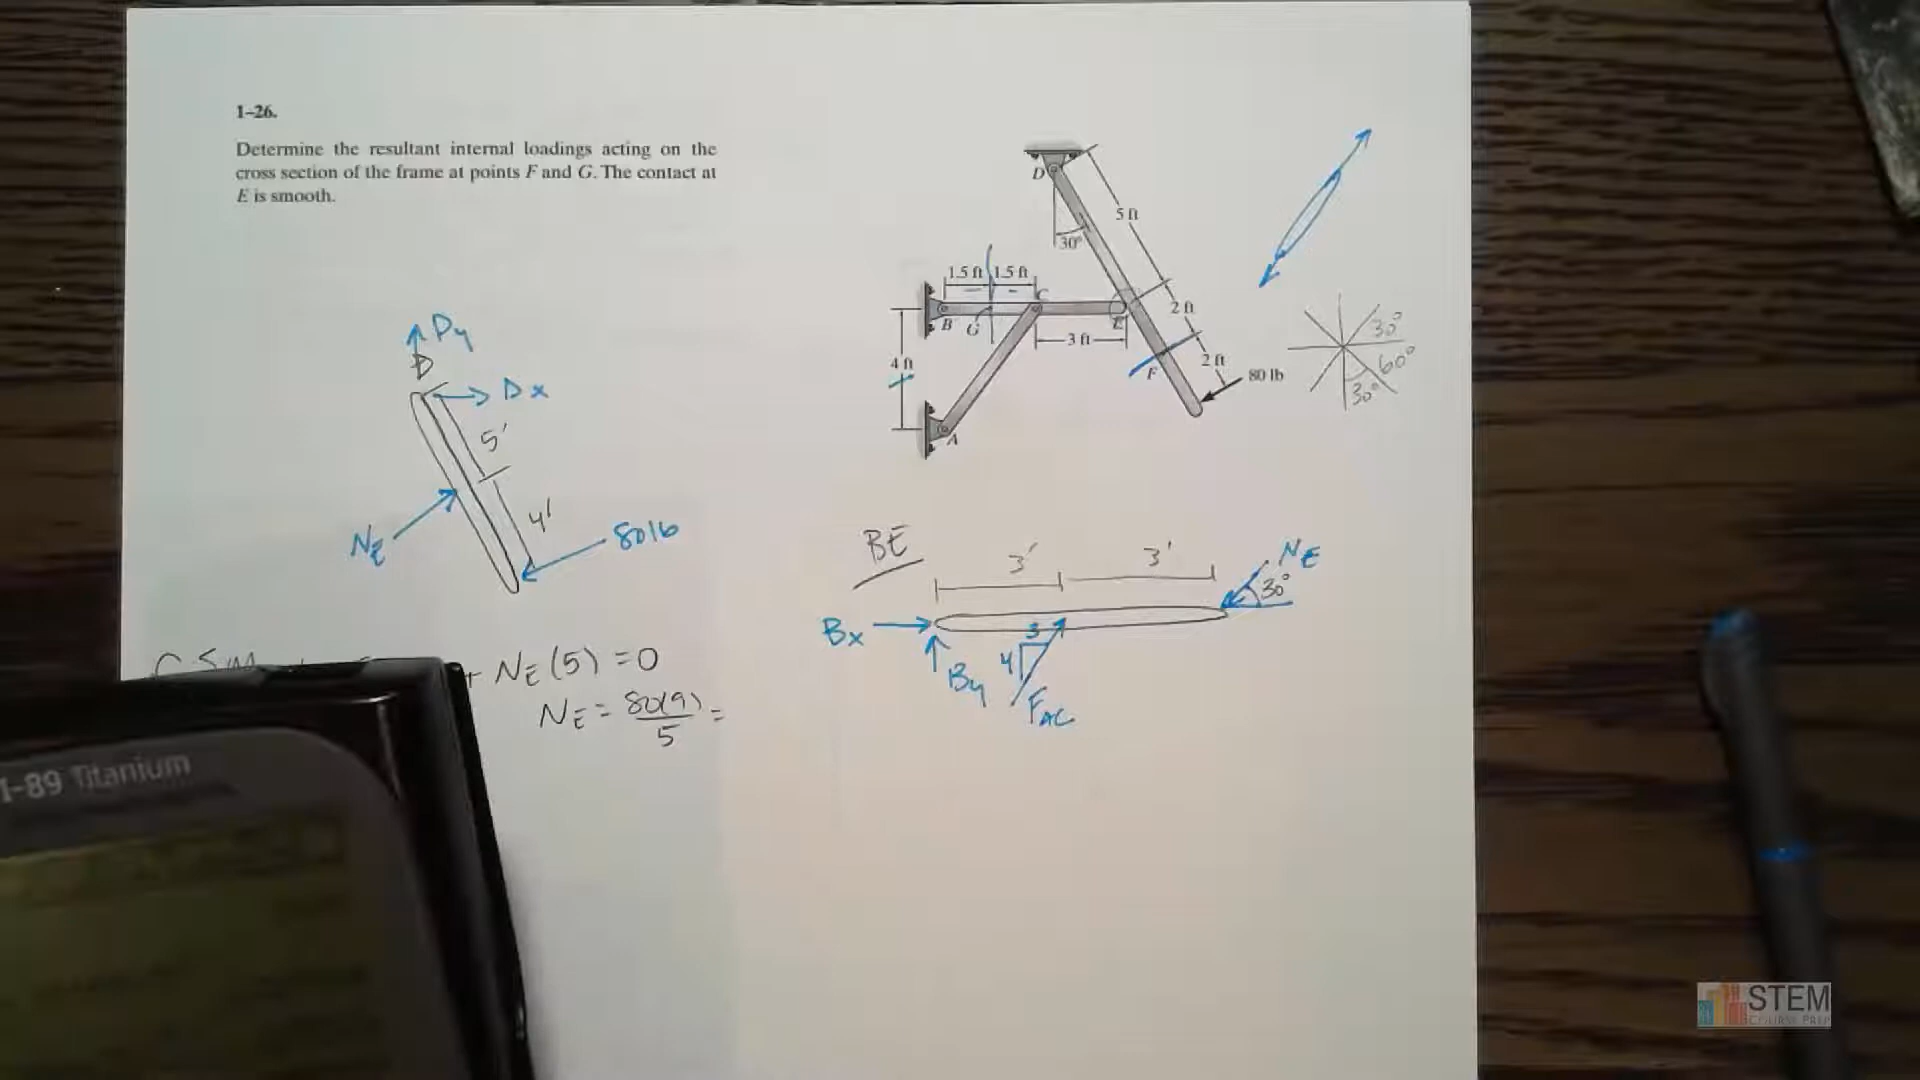 1-26.
Determine the resultant internal loadings acting on the
cross section of the frame at points F and G. The contact at
E is smooth.
D
5 ft
30°
1.5 ft 1.5 ft
C
B
G
E
2 ft
3 ft
4 ft
2 ft
F
80 lb
A
30°
60°
30°
Dy
D
Dx
5'
4'
NE
80lb
BE
3' 3'
NE
30°
Bx
3
4
By
FAC
+ NE(5) = 0
NE = 80(9)/5 =
I-89 Titanium
STEM
COURSE PREP